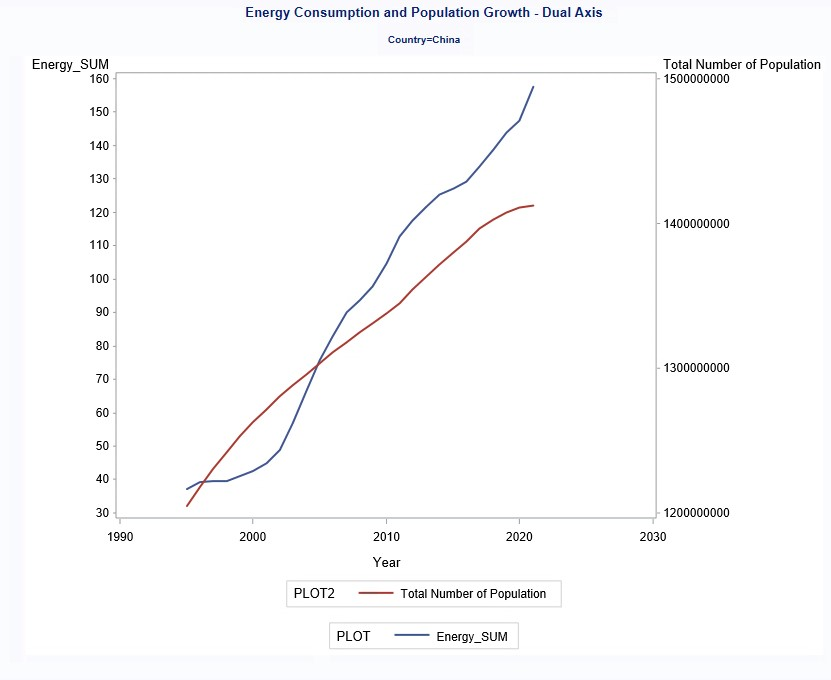 Energy Consumption and Population Growth - Dual Axis
Country=China
Energy_SUM Total Number of Population
160 1500000000
150
140
130
120 1400000000
110
100
90
80 1300000000
70
60
50
40
30 1200000000
1990 2000 2010 2020 2030
Year
PLOT2 Total Number of Population
PLOT Energy_SUM